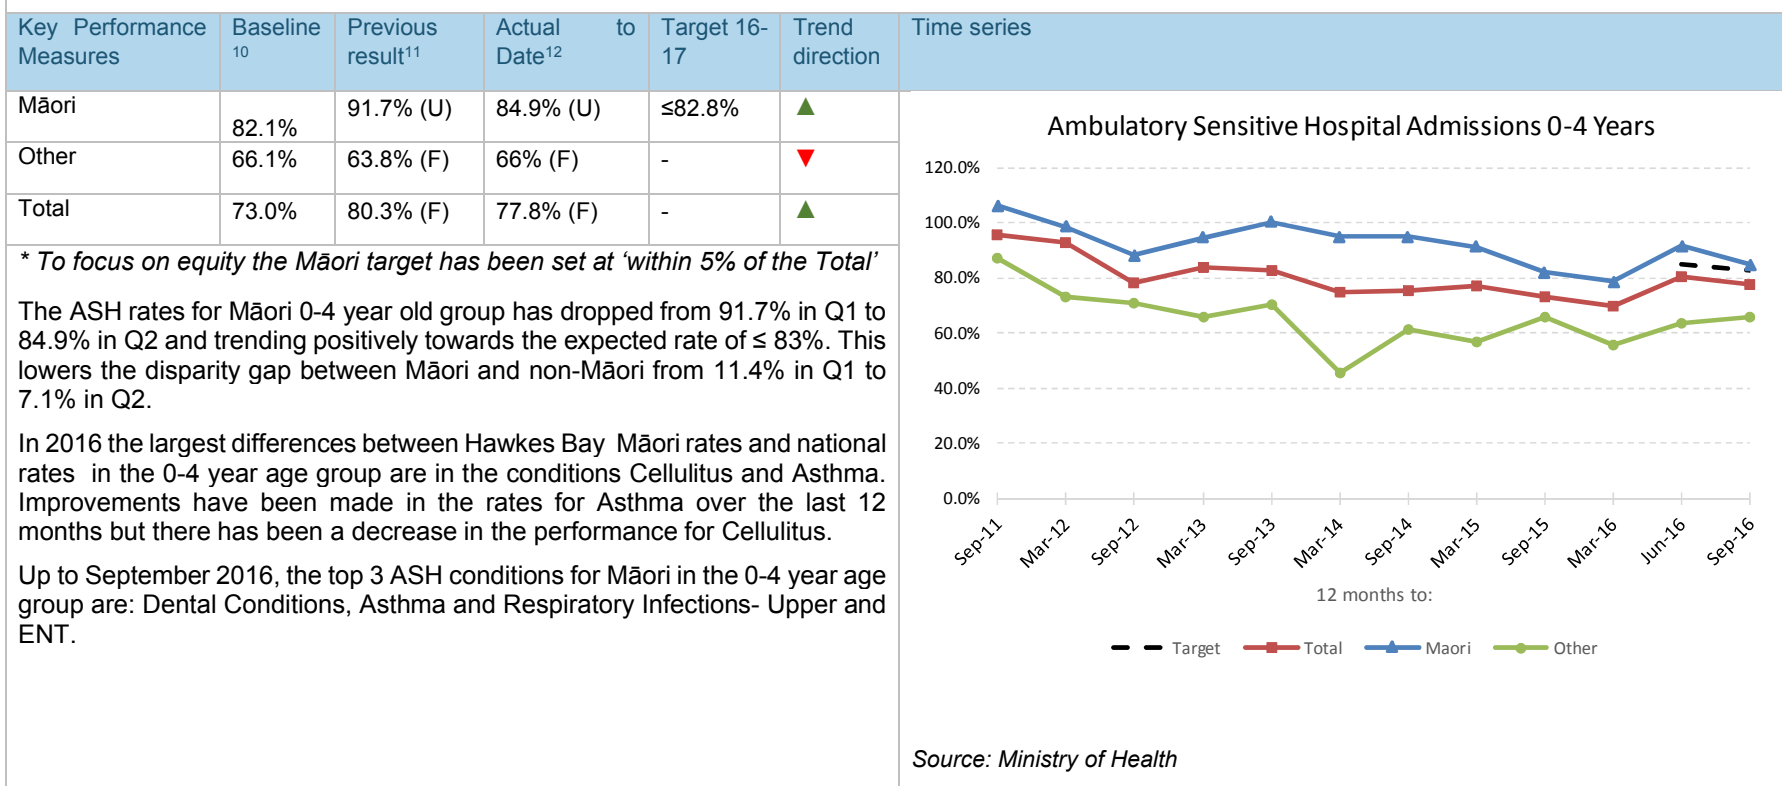 Key Performance Measures Baseline 10 Previous result11 Actual to Date12 Target 16-17 Trend direction Time series
Māori 82.1% 91.7% (U) 84.9% (U) ≤82.8% ▲
Other 66.1% 63.8% (F) 66% (F) - ▼
Total 73.0% 80.3% (F) 77.8% (F) - ▲
* To focus on equity the Māori target has been set at ‘within 5% of the Total’
The ASH rates for Māori 0-4 year old group has dropped from 91.7% in Q1 to
84.9% in Q2 and trending positively towards the expected rate of ≤ 83%. This
lowers the disparity gap between Māori and non-Māori from 11.4% in Q1 to
7.1% in Q2.
In 2016 the largest differences between Hawkes Bay Māori rates and national
rates in the 0-4 year age group are in the conditions Cellulitus and Asthma.
Improvements have been made in the rates for Asthma over the last 12
months but there has been a decrease in the performance for Cellulitus.
Up to September 2016, the top 3 ASH conditions for Māori in the 0-4 year age
group are: Dental Conditions, Asthma and Respiratory Infections- Upper and
ENT.
Ambulatory Sensitive Hospital Admissions 0-4 Years
120.0%
100.0%
80.0%
60.0%
40.0%
20.0%
0.0%
Sep-11 Mar-12 Sep-12 Mar-13 Sep-13 Mar-14 Sep-14 Mar-15 Sep-15 Mar-16 Jun-16 Sep-16
12 months to:
Target Total Maori Other
Source: Ministry of Health